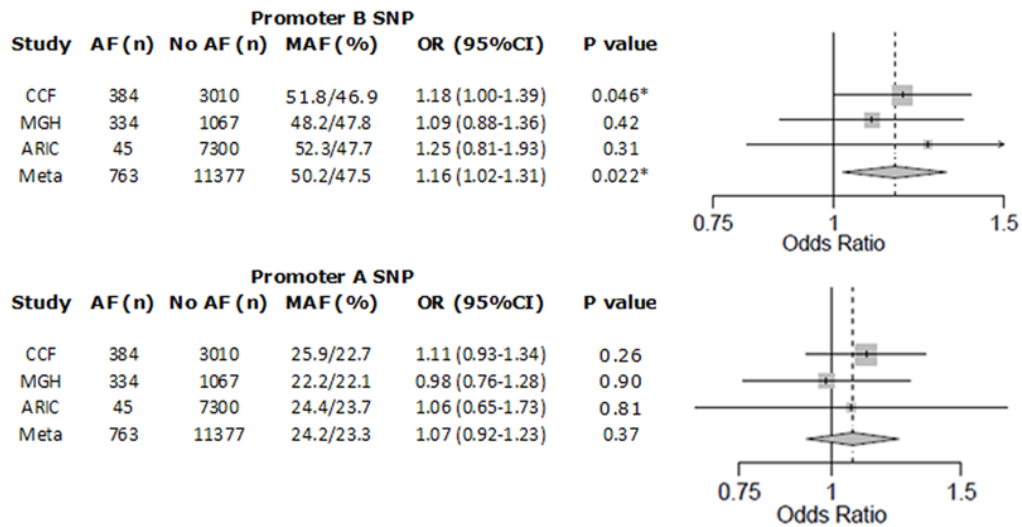 Promoter B SNP
Study AF (n) No AF (n) MAF (%) OR (95%CI) P value
CCF 384 3010 51.8/46.9 1.18 (1.00-1.39) 0.046*
MGH 334 1067 48.2/47.8 1.09 (0.88-1.36) 0.42
ARIC 45 7300 52.3/47.7 1.25 (0.81-1.93) 0.31
Meta 763 11377 50.2/47.5 1.16 (1.02-1.31) 0.022*
0.75 1 1.5
Odds Ratio
Promoter A SNP
Study AF (n) No AF (n) MAF (%) OR (95%CI) P value
CCF 384 3010 25.9/22.7 1.11 (0.93-1.34) 0.26
MGH 334 1067 22.2/22.1 0.98 (0.76-1.28) 0.90
ARIC 45 7300 24.4/23.7 1.06 (0.65-1.73) 0.81
Meta 763 11377 24.2/23.3 1.07 (0.92-1.23) 0.37
0.75 1 1.5
Odds Ratio